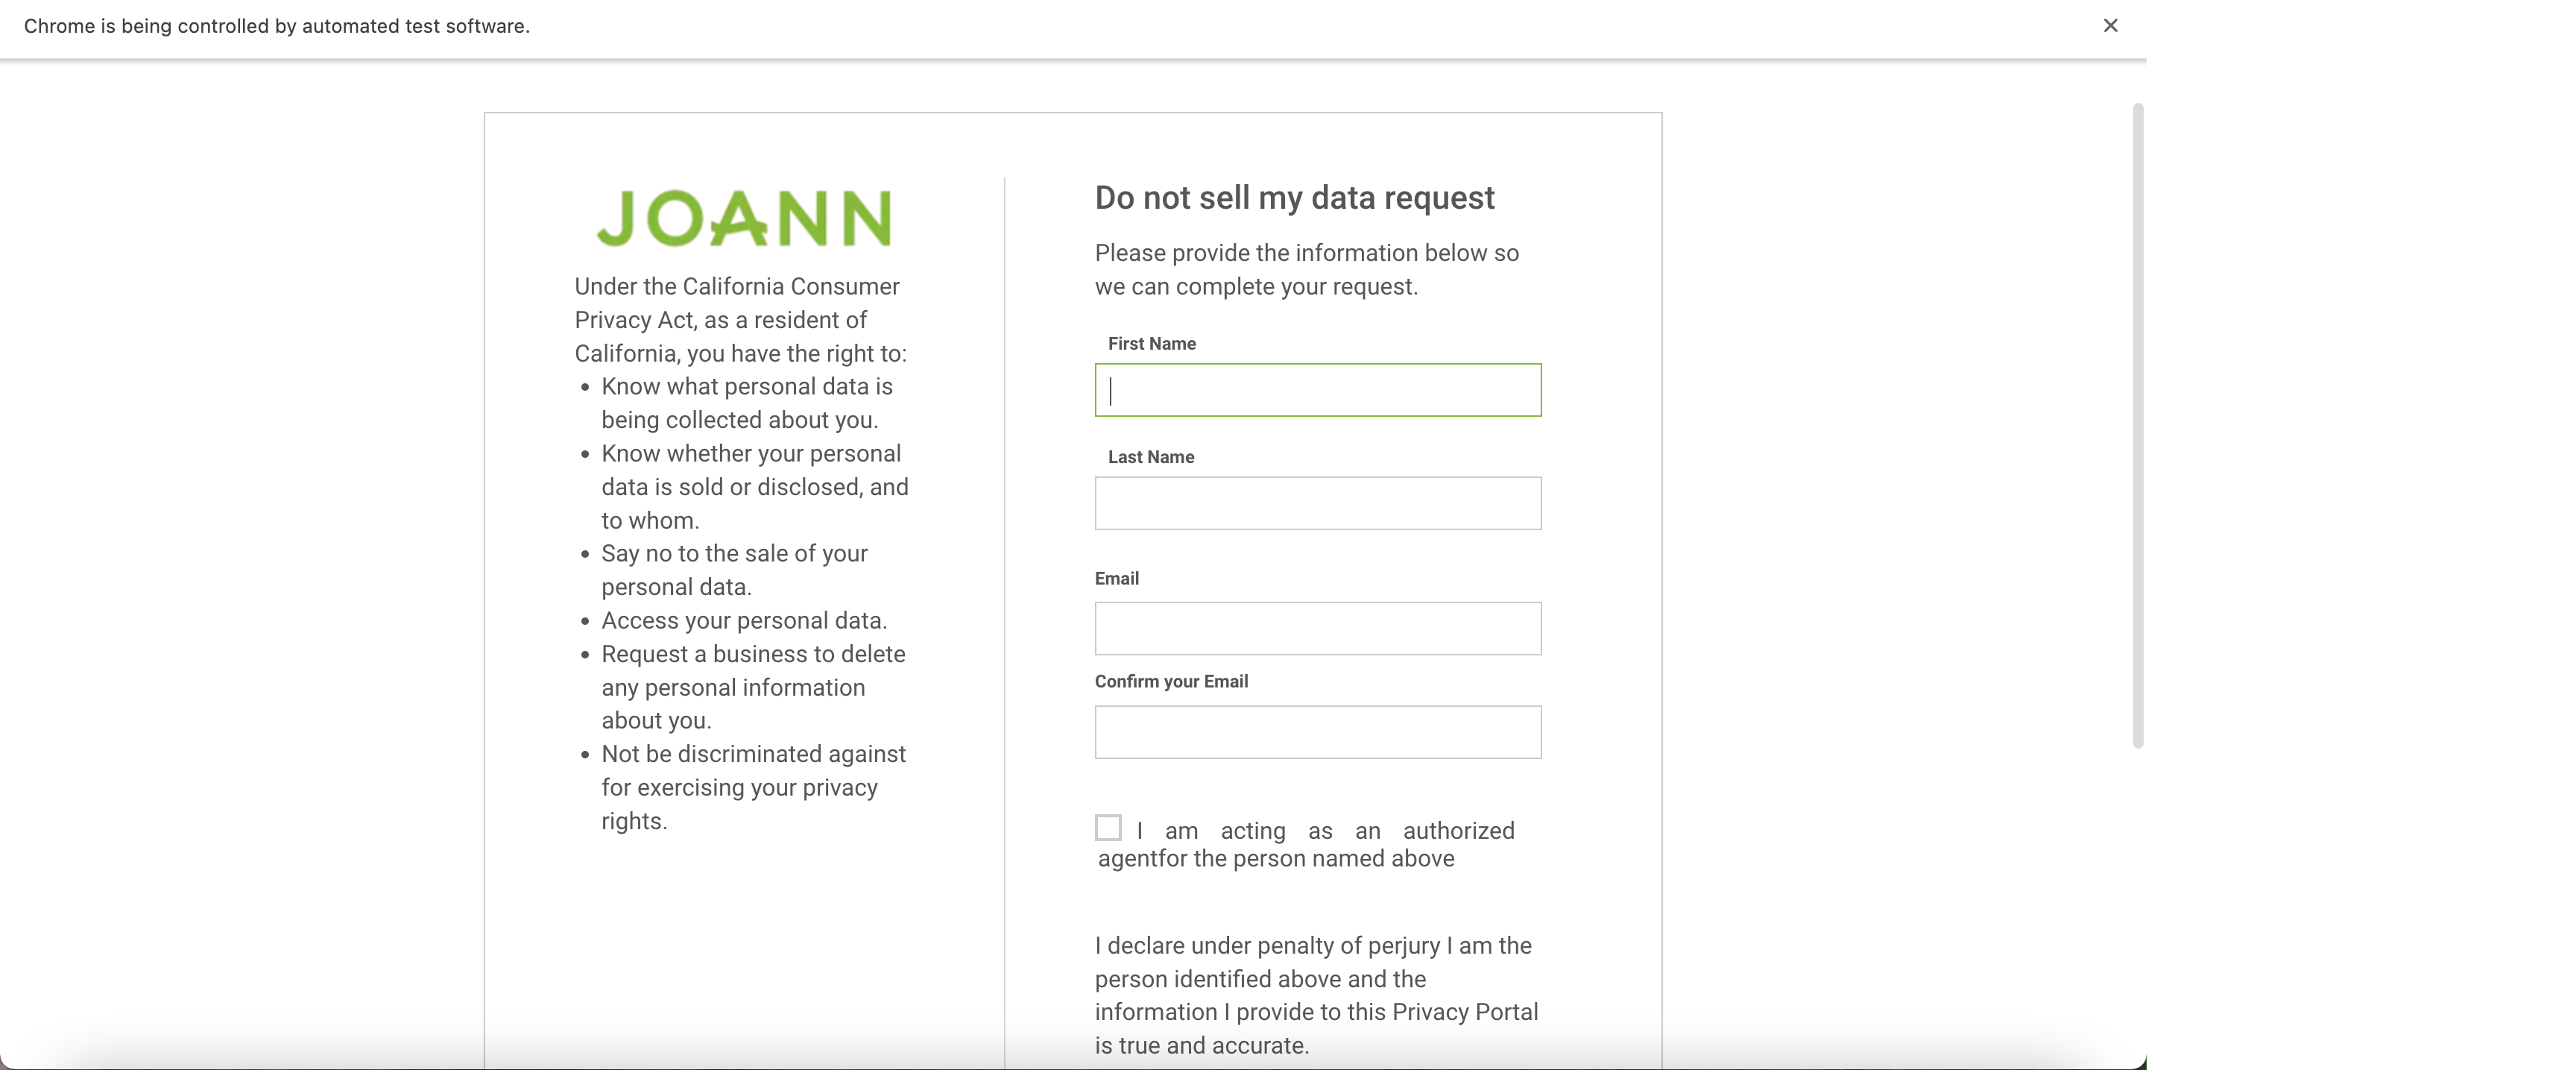 Chrome is being controlled by automated test software.
JOANN
Under the California Consumer
Privacy Act, as a resident of
California, you have the right to:
• Know what personal data is
being collected about you.
• Know whether your personal
data is sold or disclosed, and
to whom.
• Say no to the sale of your
personal data.
• Access your personal data.
• Request a business to delete
any personal information
about you.
• Not be discriminated against
for exercising your privacy
rights.
Do not sell my data request
Please provide the information below so
we can complete your request.
First Name
Last Name
Email
Confirm your Email
I am acting as an authorized
agentfor the person named above
I declare under penalty of perjury I am the
person identified above and the
information I provide to this Privacy Portal
is true and accurate.